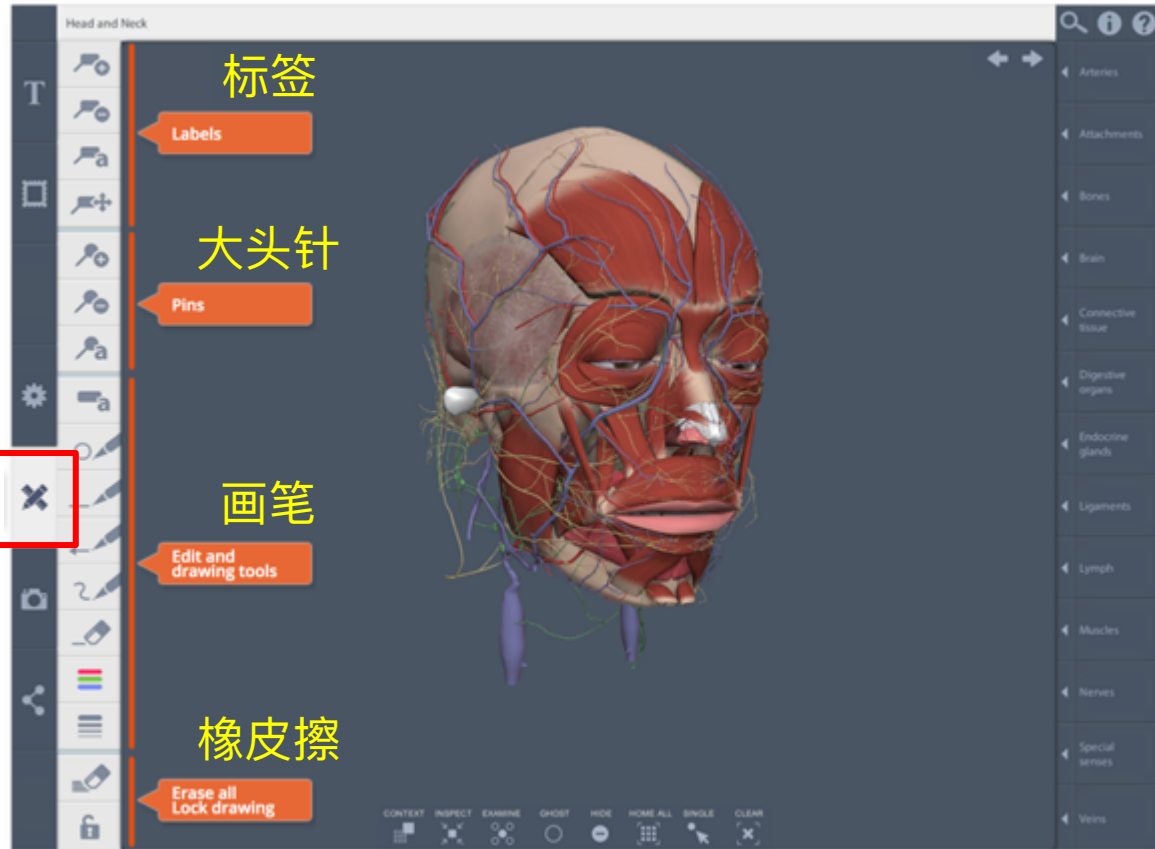 Head and Neck
T
标签
Labels
a
大头针
Pins
a
a
画笔
Edit and
drawing tools
橡皮擦
Erase all
Lock drawing
CONTEXT INSPECT EXAMINE GHOST HIDE HOME ALL SINGLE CLEAR
Arteries
Attachments
Bones
Brain
Connective
tissue
Digestive
organs
Endocrine
glands
Ligaments
Lymph
Muscles
Nerves
Special
senses
Veins